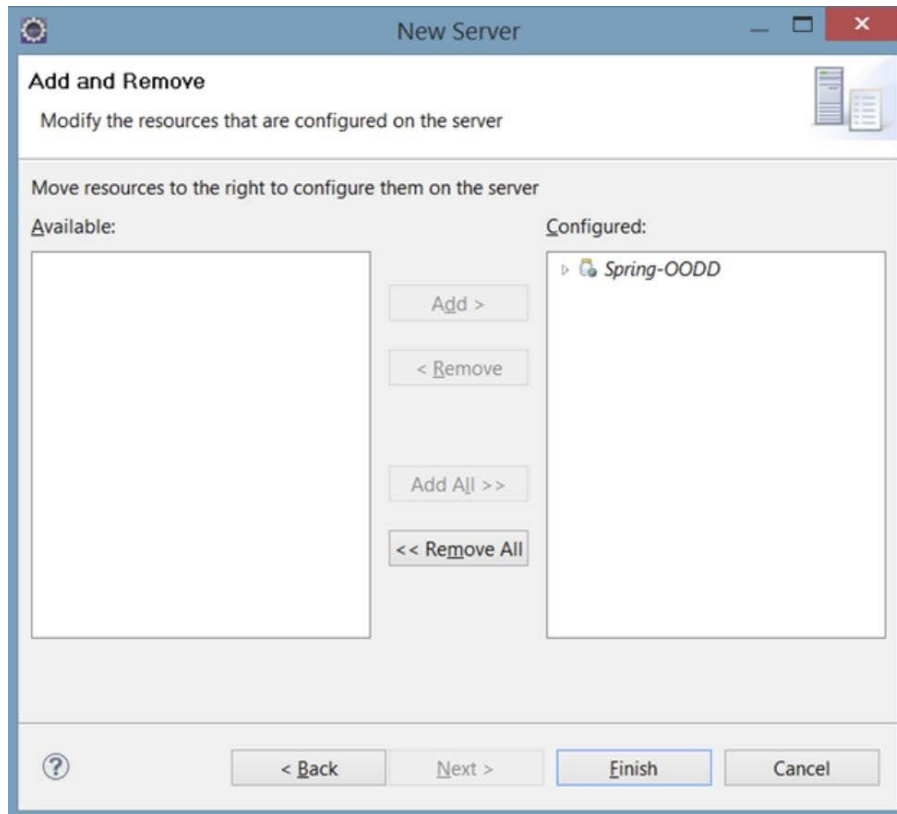 New Server
Add and Remove
Modify the resources that are configured on the server
Move resources to the right to configure them on the server
Available:
Configured:
Spring-OODD
Add >
< Remove
Add All >>
<< Remove All
?
< Back
Next >
Finish
Cancel